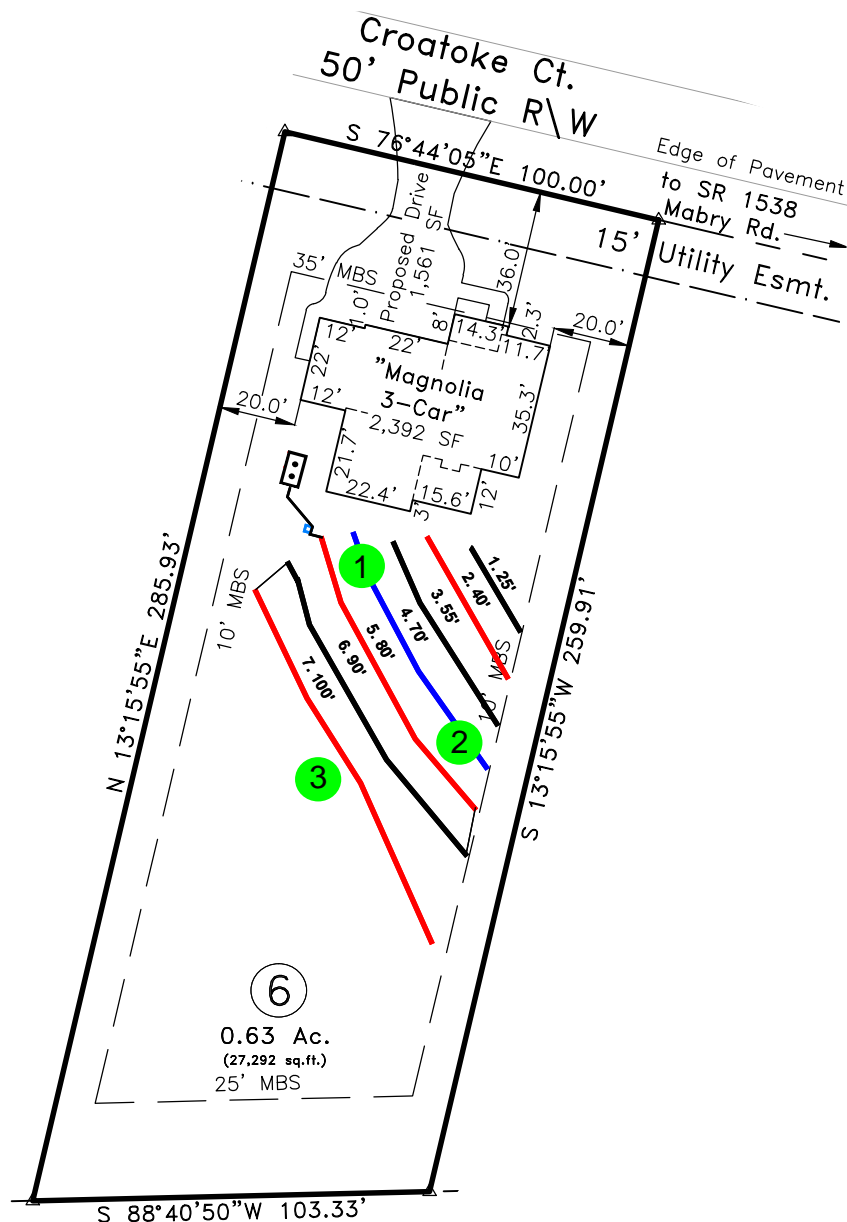 Croatoke Ct.
50' Public R\W
S 76°44'05"E 100.00'
Edge of Pavement
to SR 1538
Mabry Rd.
15' Utility Esmt.
Proposed Drive
1,561 SF
36.0'
35' MBS
20.0'
12'
1.0'
22'
8'
14.3'
2.3'
11.7'
22'
"Magnolia
3-Car"
2,392 SF
35.3'
12'
20.0'
21.7'
22.4'
3'
15.6'
12'
10'
N 13°15'55"E 285.93'
S 13°15'55"W 259.91'
10' MBS
10' MBS
1. 25'
2. 40'
3. 55'
4. 70'
5. 80'
6. 90'
7. 100'
1
2
3
6
0.63 Ac.
(27,292 sq.ft.)
25' MBS
S 88°40'50"W 103.33'